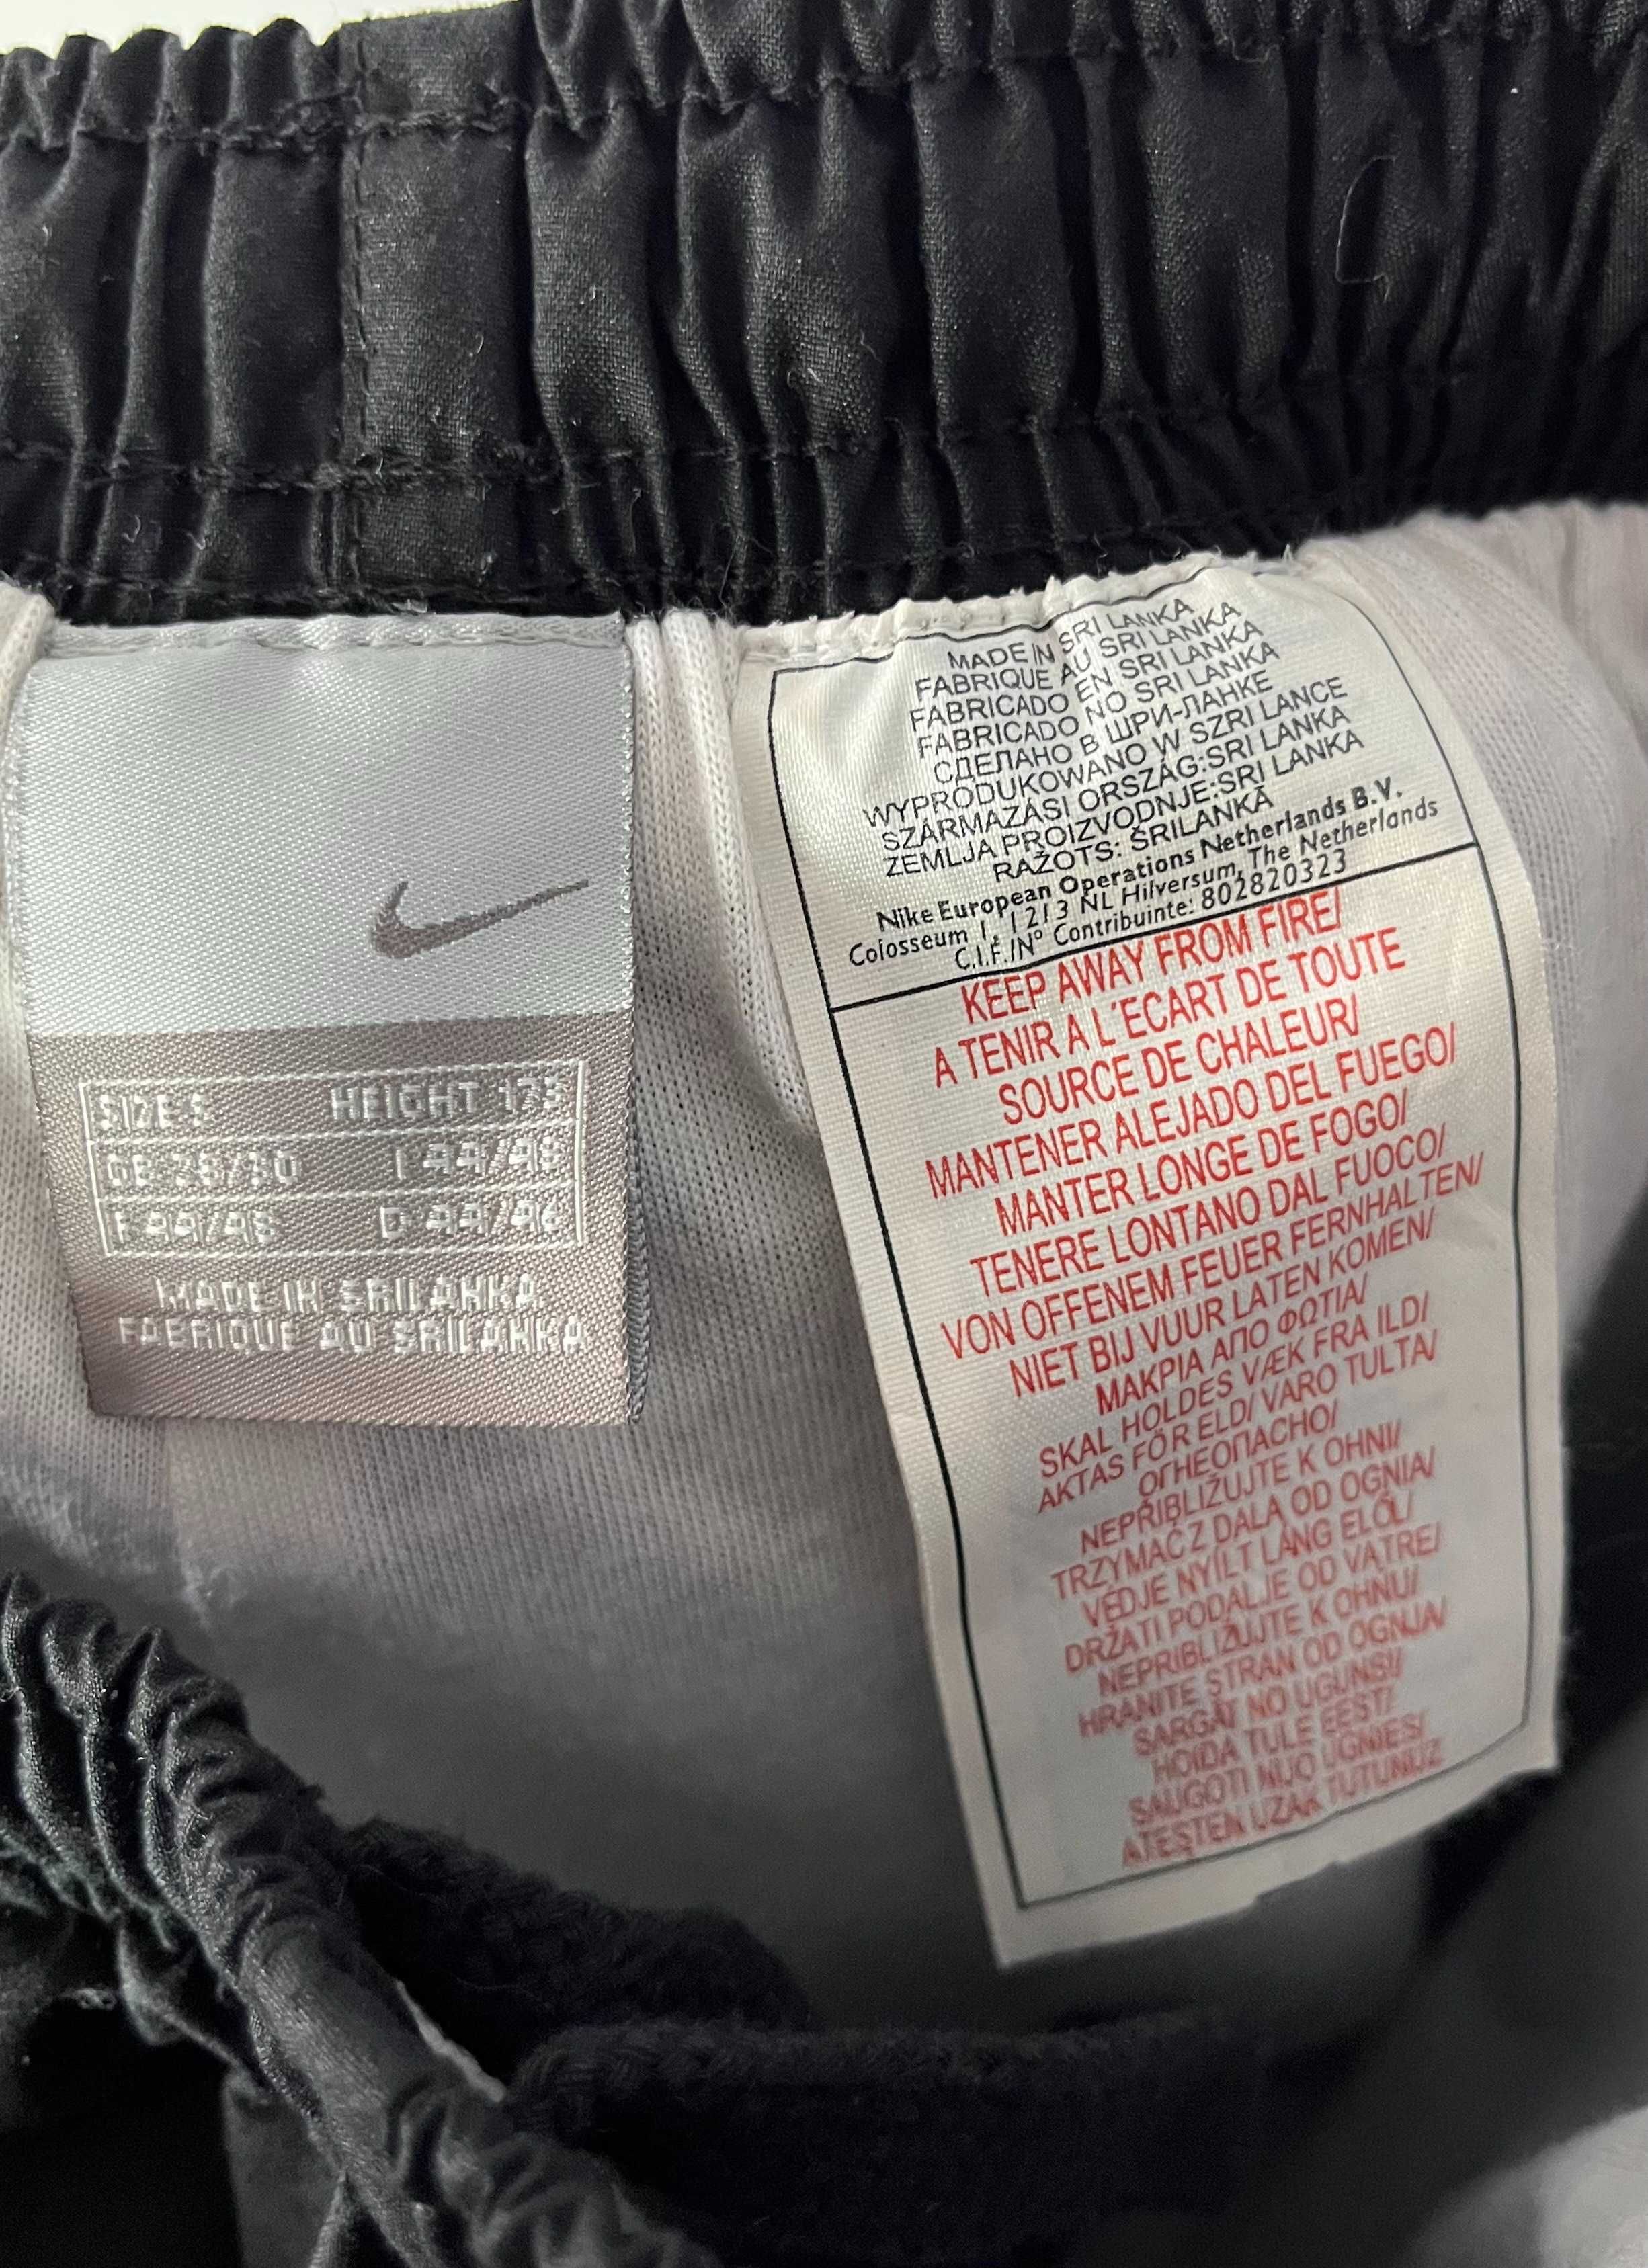 SIZE S HEIGHT 175
GB 28/30 I 44/48
F 44/48 D 44/46
MADE IN SRI LANKA
FABRIQUE AU SRI LANKA
MADE IN SRI LANKA
FABRIQUE AU SRI LANKA
FABRICADO EN SRI LANKA
FABRICADO NO SRI LANKA
СДЕЛАНО В ШРИ-ЛАНКЕ
WYPRODUKOWANO W SZRI LANCE
SZÁRMAZÁSI ORSZÁG:SRI LANKA
ZEMLJA PROIZVODNJE:SRI LANKA
RAŽOTS: ŠRILANKĀ
Nike European Operations Netherlands B.V.
Colosseum 1, 1213 NL Hilversum, The Netherlands
C.I.F./N° Contribuinte: 802820323
KEEP AWAY FROM FIRE/
A TENIR A L'ECART DE TOUTE
SOURCE DE CHALEUR/
MANTENER ALEJADO DEL FUEGO/
MANTER LONGE DE FOGO/
TENERE LONTANO DAL FUOCO/
VON OFFENEM FEUER FERNHALTEN/
NIET BIJ VUUR LATEN KOMEN/
ΜΑΚΡΙΑ ΑΠΟ ΦΩΤΙΑ/
SKAL HOLDES VÆK FRA ILD/
AKTAS FÖR ELD/ VARO TULTA/
ОГНЕОПАСНО/
NEPŘIBLIŽUJTE K OHNI/
TRZYMAĆ Z DALA OD OGNIA/
VÉDJE NYÍLT LÁNG ELŐL/
DRŽATI PODALJE OD VATRE/
NEPRIBLIŽUJTE K OHNU/
HRANITE STRAN OD OGNJA/
SARGĀT NO UGUNS!/
HOIDA TULE EEST/
SAUGOTI NUO UGNIES/
ATEŞTEN UZAK TUTUNUZ